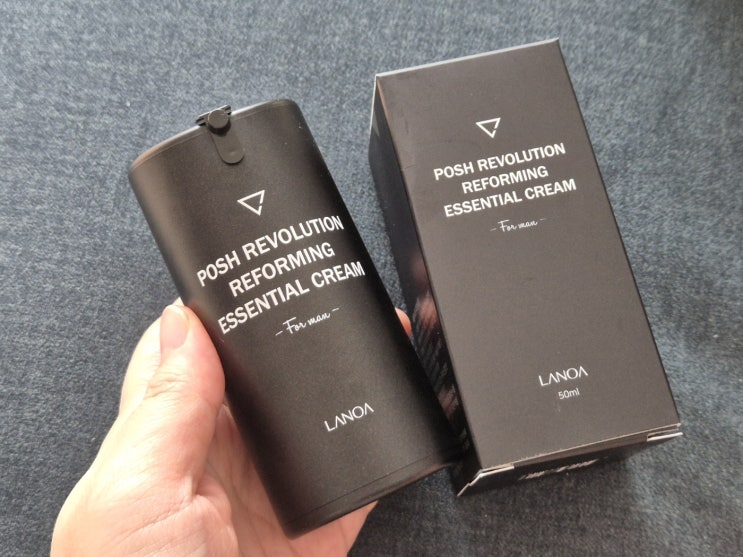 POSH REVOLUTION
REFORMING
ESSENTIAL CREAM
- For man -
LANOA
POSH REVOLUTION
REFORMING
ESSENTIAL CREAM
- For man -
LANOA
50ml